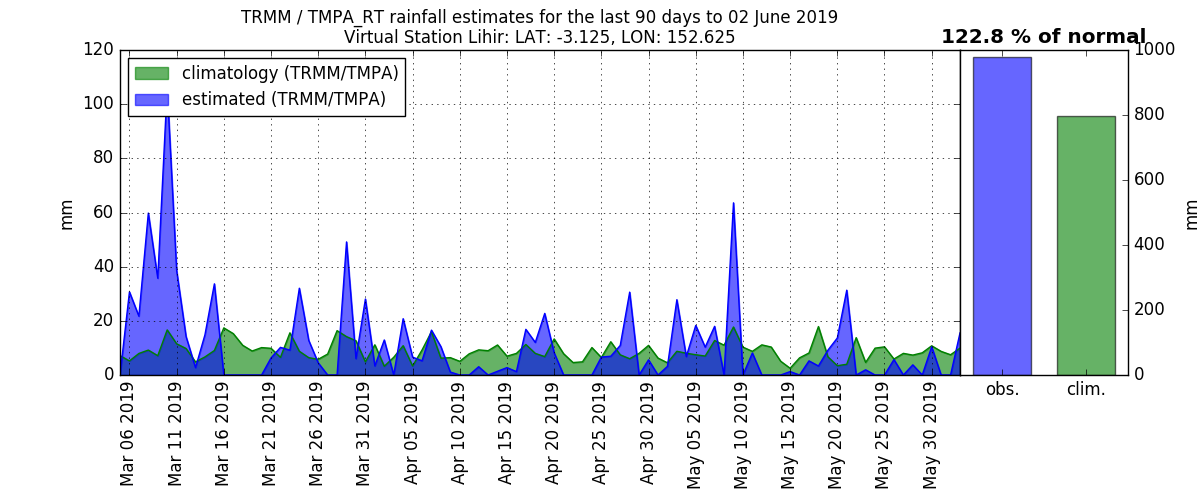 TRMM / TMPA_RT rainfall estimates for the last 90 days to 02 June 2019
Virtual Station Lihir: LAT: -3.125, LON: 152.625
122.8 % of normal
climatology (TRMM/TMPA)
estimated (TRMM/TMPA)
120
100
80
60
40
20
0
mm
Mar 06 2019
Mar 11 2019
Mar 16 2019
Mar 21 2019
Mar 26 2019
Mar 31 2019
Apr 05 2019
Apr 10 2019
Apr 15 2019
Apr 20 2019
Apr 25 2019
Apr 30 2019
May 05 2019
May 10 2019
May 15 2019
May 20 2019
May 25 2019
May 30 2019
obs.
clim.
1000
800
600
400
200
0
mm